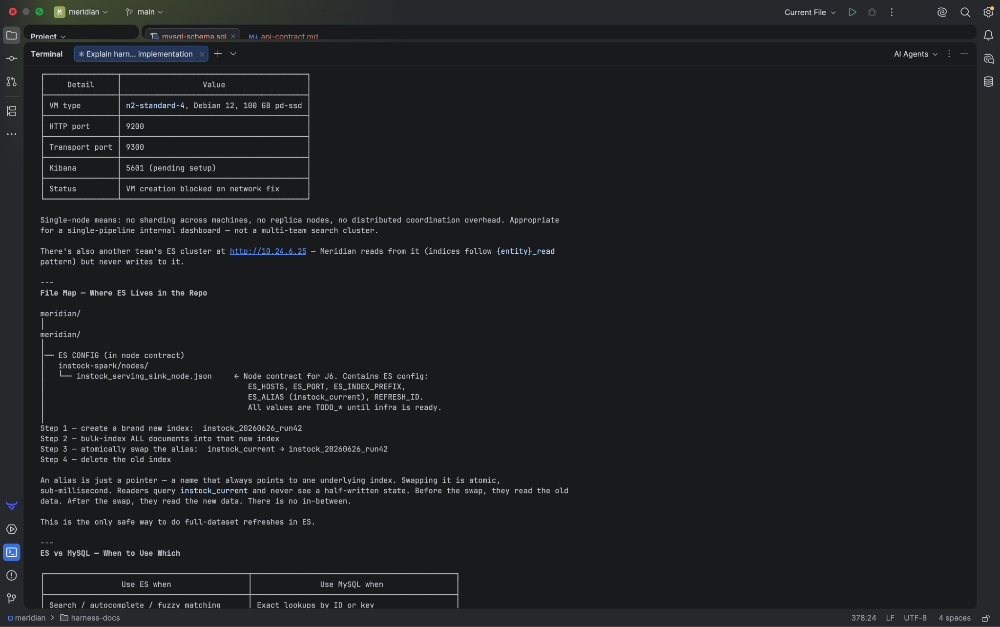 M meridian main Current File
Project mysql-schema.sql M↓ api-contract.md
Terminal ✳ Explain harn... implementation AI Agents
Detail Value
VM type n2-standard-4, Debian 12, 100 GB pd-ssd
HTTP port 9200
Transport port 9300
Kibana 5601 (pending setup)
Status VM creation blocked on network fix
Single-node means: no sharding across machines, no replica nodes, no distributed coordination overhead. Appropriate
for a single-pipeline internal dashboard — not a multi-team search cluster.
There's also another team's ES cluster at http://10.24.6.25 — Meridian reads from it (indices follow {entity}_read
pattern) but never writes to it.
---
File Map — Where ES Lives in the Repo
meridian/
│
meridian/
│
├── ES CONFIG (in node contract)
│   instock-spark/nodes/
│   └── instock_serving_sink_node.json ← Node contract for J6. Contains ES config:
│ ES_HOSTS, ES_PORT, ES_INDEX_PREFIX,
│ ES_ALIAS (instock_current), REFRESH_ID.
│ All values are TODO_* until infra is ready.
│
Step 1 — create a brand new index: instock_20260626_run42
Step 2 — bulk-index ALL documents into that new index
Step 3 — atomically swap the alias: instock_current → instock_20260626_run42
Step 4 — delete the old index
An alias is just a pointer — a name that always points to one underlying index. Swapping it is atomic,
sub-millisecond. Readers query instock_current and never see a half-written state. Before the swap, they read the old
data. After the swap, they read the new data. There is no in-between.
This is the only safe way to do full-dataset refreshes in ES.
---
ES vs MySQL — When to Use Which
Use ES when Use MySQL when
Search / autocomplete / fuzzy matching Exact lookups by ID or key
meridian > harness-docs 378:24 LF UTF-8 4 spaces